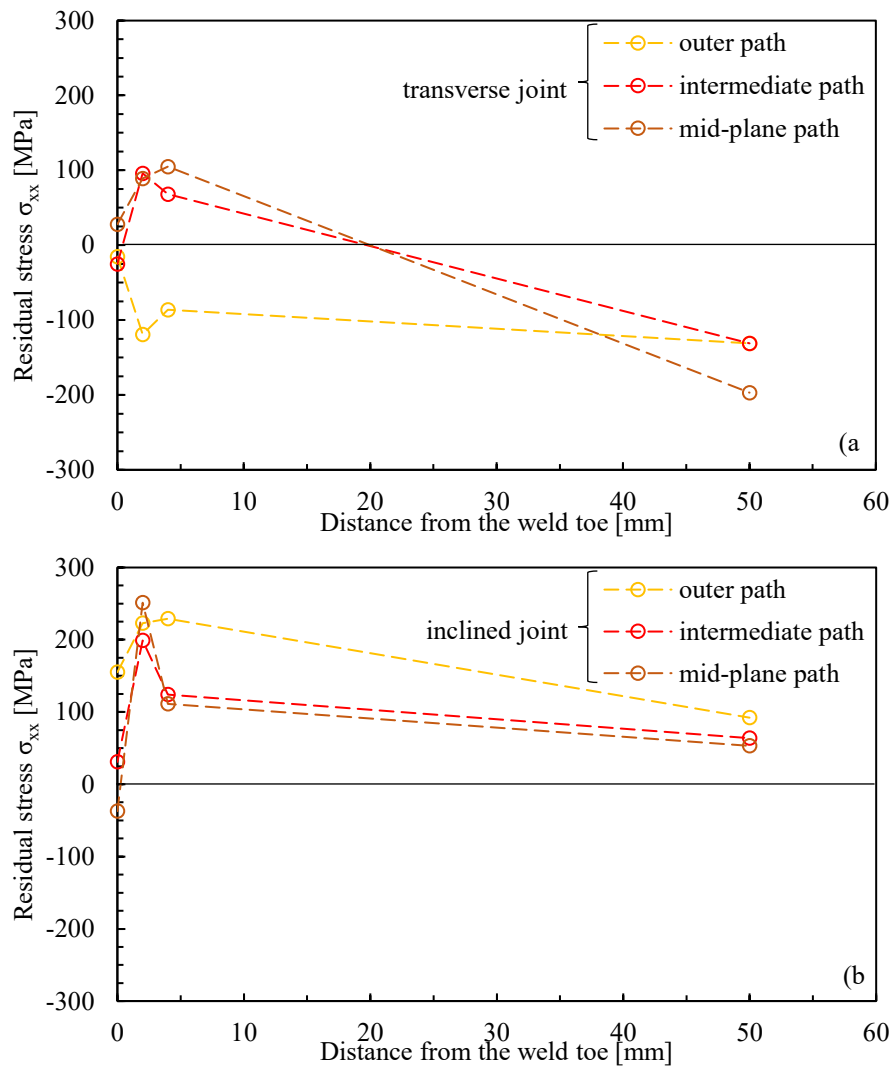 Residual stress σxx [MPa]
300
200
100
0
-100
-200
-300
transverse joint
outer path
intermediate path
mid-plane path
(a
0 10 20 30 40 50 60
Distance from the weld toe [mm]
Residual stress σxx [MPa]
300
200
100
0
-100
-200
-300
inclined joint
outer path
intermediate path
mid-plane path
(b
0 10 20 30 40 50 60
Distance from the weld toe [mm]